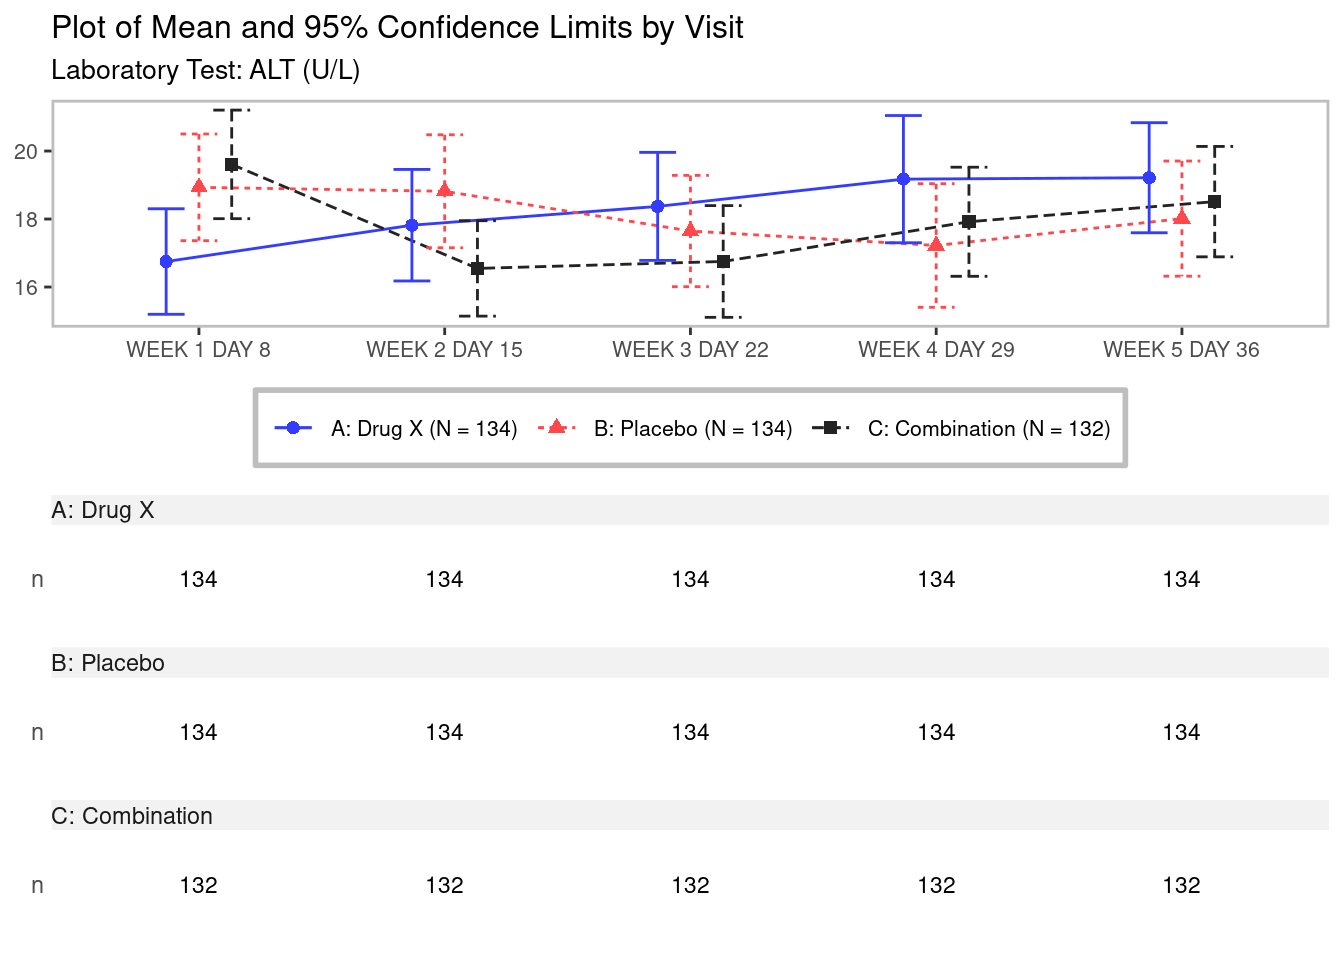 Plot of Mean and 95% Confidence Limits by Visit
Laboratory Test: ALT (U/L)
20
18
16
WEEK 1 DAY 8 WEEK 2 DAY 15 WEEK 3 DAY 22 WEEK 4 DAY 29 WEEK 5 DAY 36
A: Drug X (N = 134) B: Placebo (N = 134) C: Combination (N = 132)
A: Drug X
n 134 134 134 134 134
B: Placebo
n 134 134 134 134 134
C: Combination
n 132 132 132 132 132